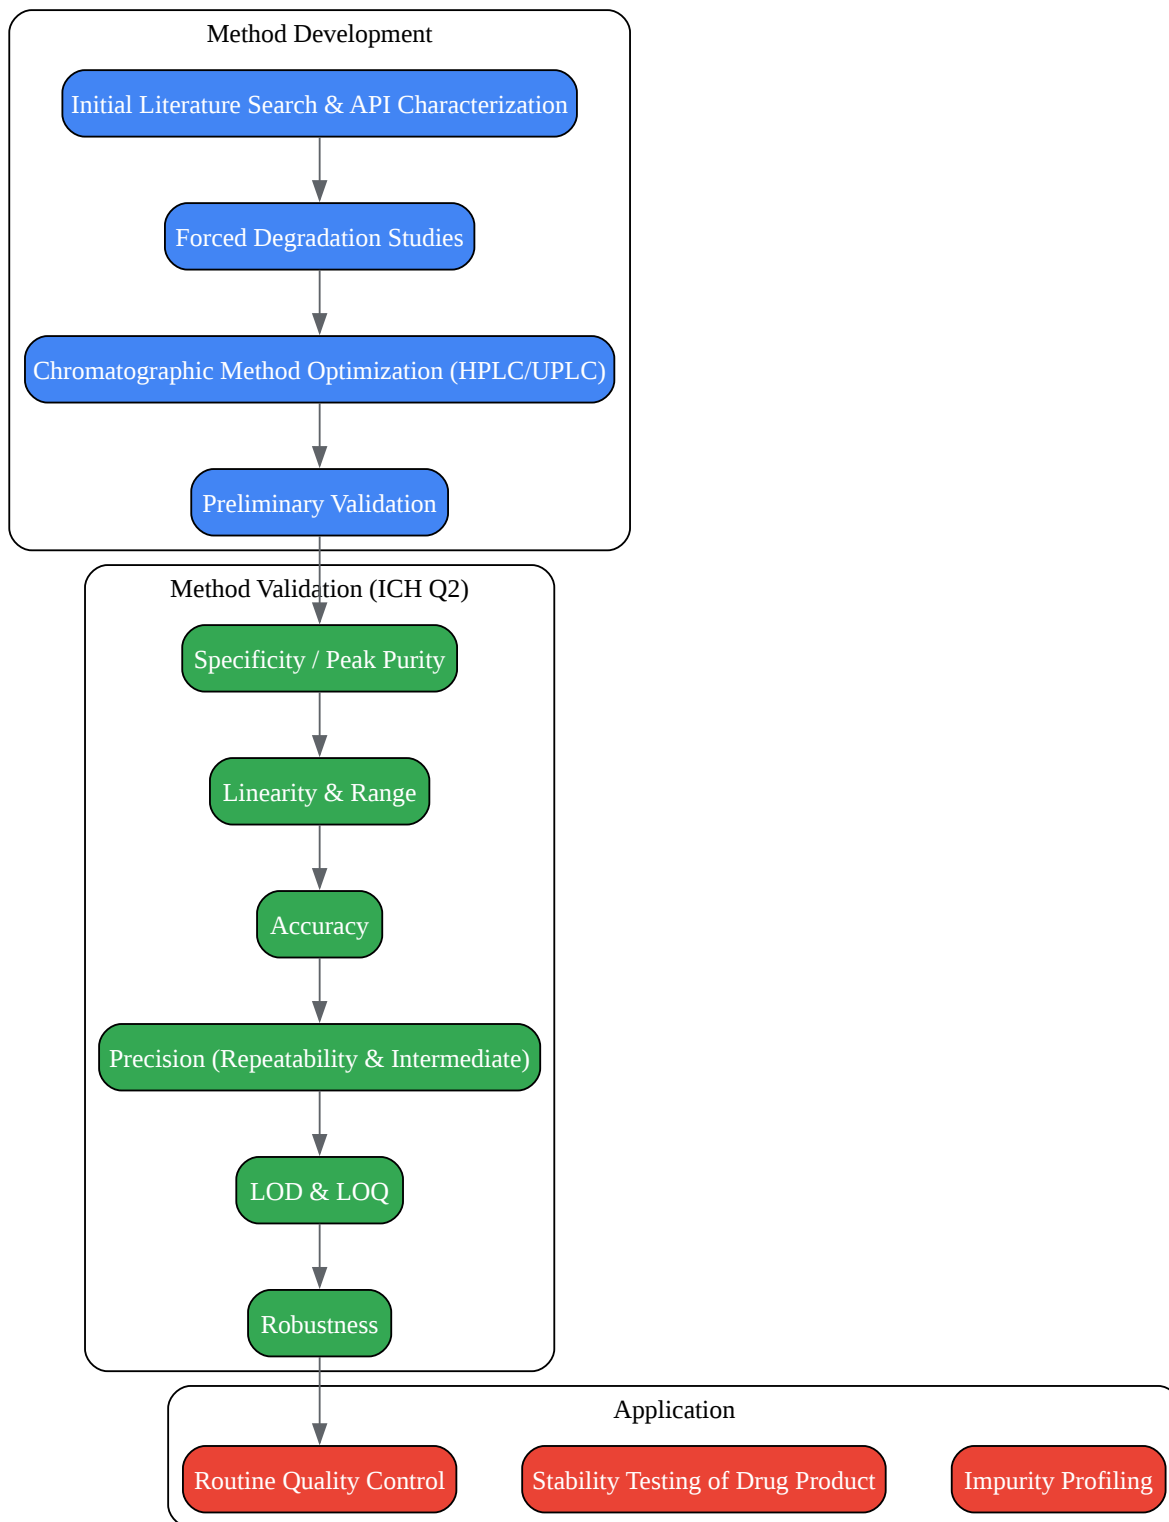 Method Development
Initial Literature Search & API Characterization
Forced Degradation Studies
Chromatographic Method Optimization (HPLC/UPLC)
Preliminary Validation
Method Validation (ICH Q2)
Specificity / Peak Purity
Linearity & Range
Accuracy
Precision (Repeatability & Intermediate)
LOD & LOQ
Robustness
Application
Routine Quality Control
Stability Testing of Drug Product
Impurity Profiling